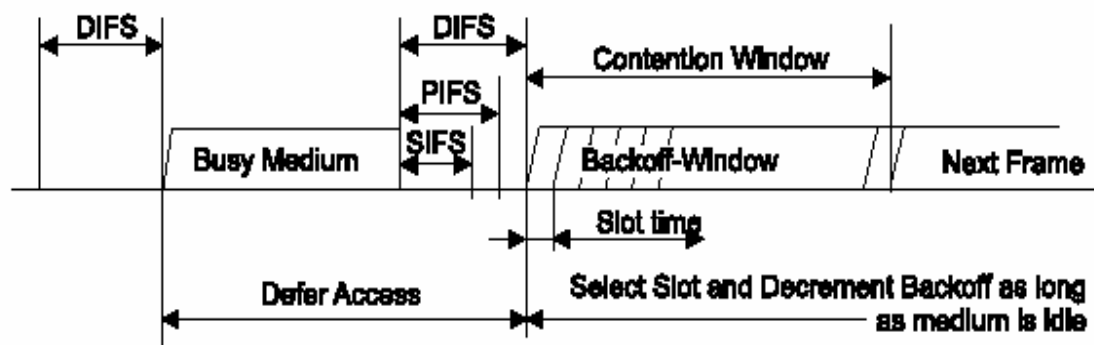 DIFS
DIFS
Contention Window
PIFS
SIFS
Busy Medium
Backoff-Window
Next Frame
Slot time
Defer Access
Select Slot and Decrement Backoff as long
as medium is idle